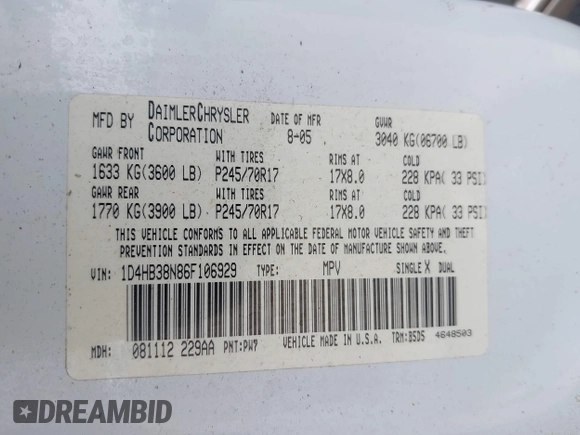 MFD BY DAIMLERCHRYSLER CORPORATION DATE OF MFR 8-05 GVWR 3040 KG(06700 LB)
GAWR FRONT WITH TIRES RIMS AT COLD
1633 KG(3600 LB) P245/70R17 17X8.0 228 KPA( 33 PSI)
GAWR REAR WITH TIRES RIMS AT COLD
1770 KG(3900 LB) P245/70R17 17X8.0 228 KPA( 33 PSI)
THIS VEHICLE CONFORMS TO ALL APPLICABLE FEDERAL MOTOR VEHICLE SAFETY AND THEFT
PREVENTION STANDARDS IN EFFECT ON THE DATE OF MANUFACTURE SHOWN ABOVE.
VIN: 1D4HB38N86F106929 TYPE: MPV SINGLE X DUAL
MDH: 081112 229AA PNT:PW7 VEHICLE MADE IN U.S.A. TRM:B5D5 4648503
DREAMBID